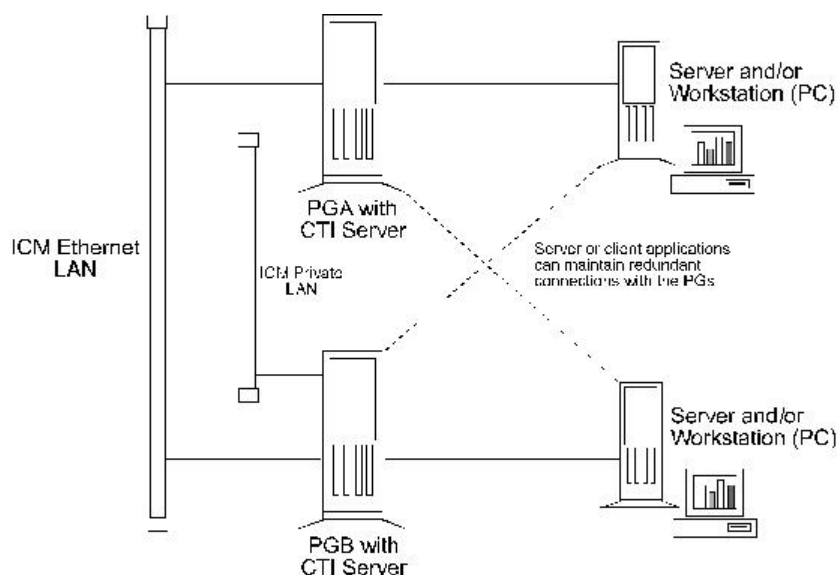 Server and/or
Workstation (PC)
PGA with
CTI Server
ICM Ethernet
LAN
ICM Private
LAN
Server or client applications
can maintain redundant
connections with the PGs
Server and/or
Workstation (PC)
PGB with
CTI Server